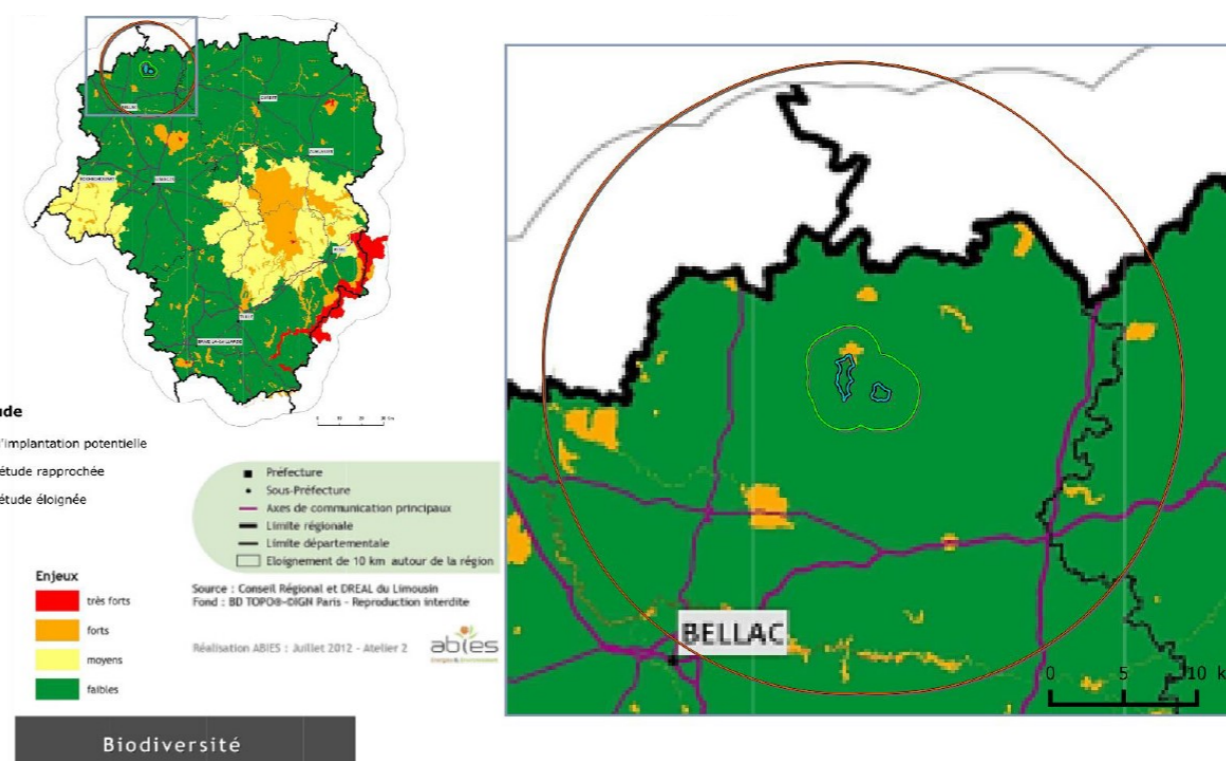 BELLAC
0 5 10 k
ude
'implantation potentielle
étude rapprochée
étude éloignée
Préfecture
Sous-Préfecture
Axes de communication principaux
Limite régionale
Limite départementale
Eloignement de 10 km autour de la région
Enjeux
très forts
forts
moyens
faibles
Source : Conseil Régional et DREAL du Limousin
Fond : BD TOPO®-©IGN Paris - Reproduction interdite
Réalisation ABIES : Juillet 2012 - Atelier 2
abies
Biodiversité